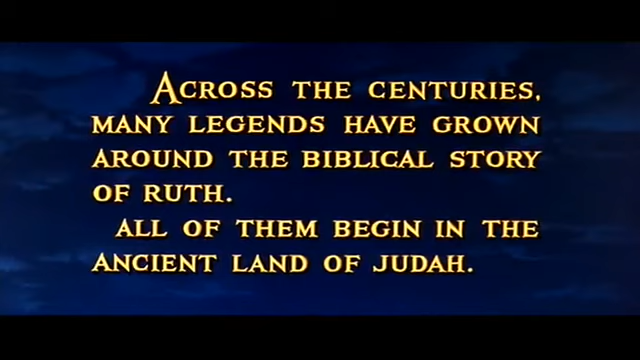 ACROSS THE CENTURIES,
MANY LEGENDS HAVE GROWN
AROUND THE BIBLICAL STORY
OF RUTH.
ALL OF THEM BEGIN IN THE
ANCIENT LAND OF JUDAH.